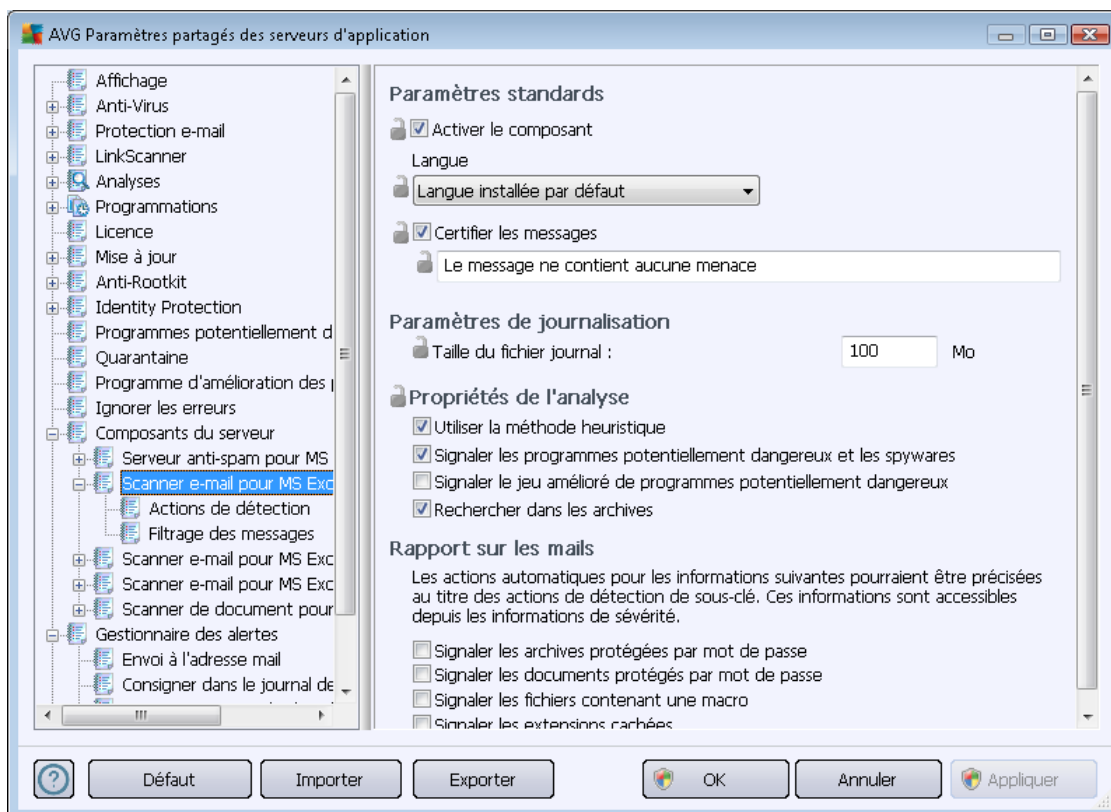 AVG Paramètres partagés des serveurs d'application
Affichage
Anti-Virus
Protection e-mail
LinkScanner
Analyses
Programmations
Licence
Mise à jour
Anti-Rootkit
Identity Protection
Programmes potentiellement d
Quarantaine
Programme d'amélioration des
Ignorer les erreurs
Composants du serveur
Serveur anti-spam pour MS
Scanner e-mail pour MS Exc
Actions de détection
Filtrage des messages
Scanner e-mail pour MS Exc
Scanner e-mail pour MS Exc
Scanner de document pour
Gestionnaire des alertes
Envoi à l'adresse mail
Consigner dans le journal de
Paramètres standards
Activer le composant
Langue
Langue installée par défaut
Certifier les messages
Le message ne contient aucune menace
Paramètres de journalisation
Taille du fichier journal : 100 Mo
Propriétés de l'analyse
Utiliser la méthode heuristique
Signaler les programmes potentiellement dangereux et les spywares
Signaler le jeu amélioré de programmes potentiellement dangereux
Rechercher dans les archives
Rapport sur les mails
Les actions automatiques pour les informations suivantes pourraient être précisées
au titre des actions de détection de sous-clé. Ces informations sont accessibles
depuis les informations de sévérité.
Signaler les archives protégées par mot de passe
Signaler les documents protégés par mot de passe
Signaler les fichiers contenant une macro
Signaler les extensions cachées
Défaut Importer Exporter OK Annuler Appliquer